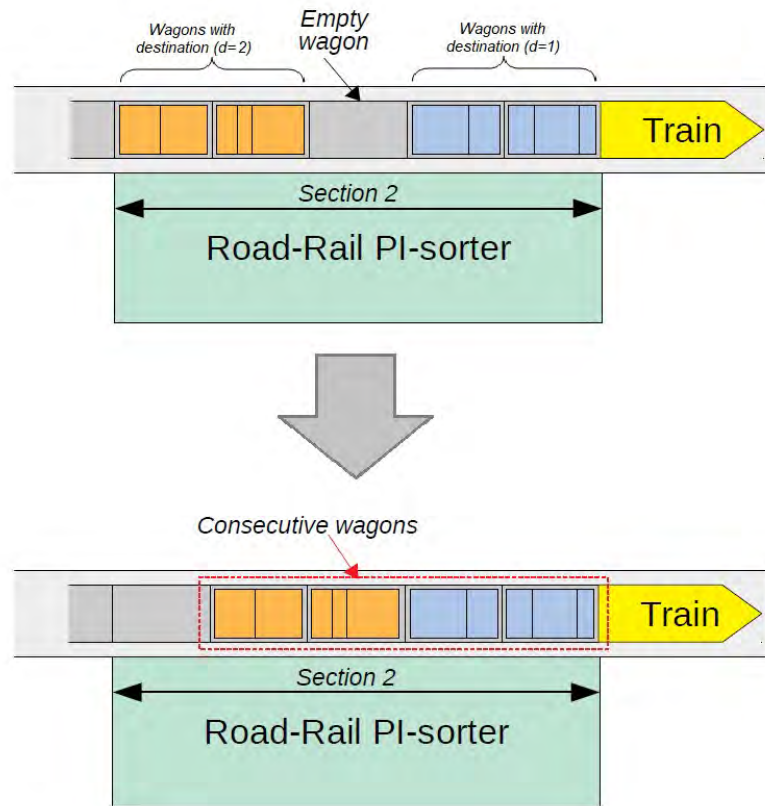 Wagons with
destination (d=2)
Empty
wagon
Wagons with
destination (d=1)
Train
Section 2
Road-Rail PI-sorter
Consecutive wagons
Train
Section 2
Road-Rail PI-sorter